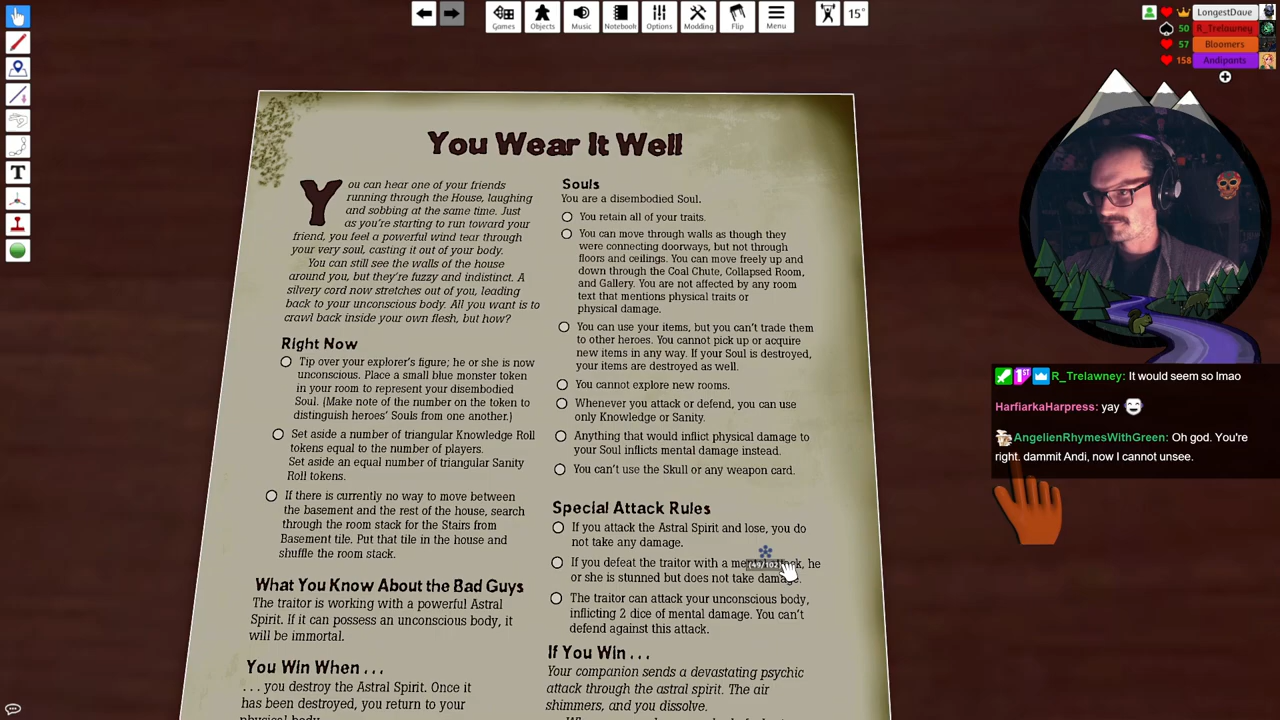 Games
Objects
Music
Notebook
Options
Modding
Flip
Menu
15°
LongestDave
50 R_Trelawney
57 Bloomers
158 Andipants
You Wear It Well
You can hear one of your friends
running through the House, laughing
and sobbing at the same time. Just
as you're starting to run toward your
friend, you feel a powerful wind tear through
your very soul, casting it out of your body.
You can still see the walls of the house
around you, but they're fuzzy and indistinct. A
silvery cord now stretches out of you, leading
back to your unconscious body. All you want is to
crawl back inside your own flesh, but how?
Right Now
Tip over your explorer's figure; he or she is now
unconscious. Place a small blue monster token
in your room to represent your disembodied
Soul. (Make note of the number on the token to
distinguish heroes' Souls from one another.)
Set aside a number of triangular Knowledge Roll
tokens equal to the number of players.
Set aside an equal number of triangular Sanity
Roll tokens.
If there is currently no way to move between
the basement and the rest of the house, search
through the room stack for the Stairs from
Basement tile. Put that tile in the house and
shuffle the room stack.
What You Know About the Bad Guys
The traitor is working with a powerful Astral
Spirit. If it can possess an unconscious body, it
will be immortal.
You Win When . . .
. . . you destroy the Astral Spirit. Once it
has been destroyed, you return to your
physical body.
Souls
You are a disembodied Soul.
You retain all of your traits.
You can move through walls as though they
were connecting doorways, but not through
floors and ceilings. You can move freely up and
down through the Coal Chute, Collapsed Room,
and Gallery. You are not affected by any room
text that mentions physical traits or
physical damage.
You can use your items, but you can't trade them
to other heroes. You cannot pick up or acquire
new items in any way. If your Soul is destroyed,
your items are destroyed as well.
You cannot explore new rooms.
Whenever you attack or defend, you can use
only Knowledge or Sanity.
Anything that would inflict physical damage to
your Soul inflicts mental damage instead.
You can't use the Skull or any weapon card.
Special Attack Rules
If you attack the Astral Spirit and lose, you do
not take any damage.
If you defeat the traitor with a he
or she is stunned but does not take damage.
The traitor can attack your unconscious body,
inflicting 2 dice of mental damage. You can't
defend against this attack.
If You Win . . .
Your companion sends a devastating psychic
attack through the astral spirit. The air
shimmers, and you dissolve.
R_Trelawney: It would seem so lmao
HarfiarkaHarpress: yay
AngelienRhymesWithGreen: Oh god. You're
right. dammit Andi, now I cannot unsee.